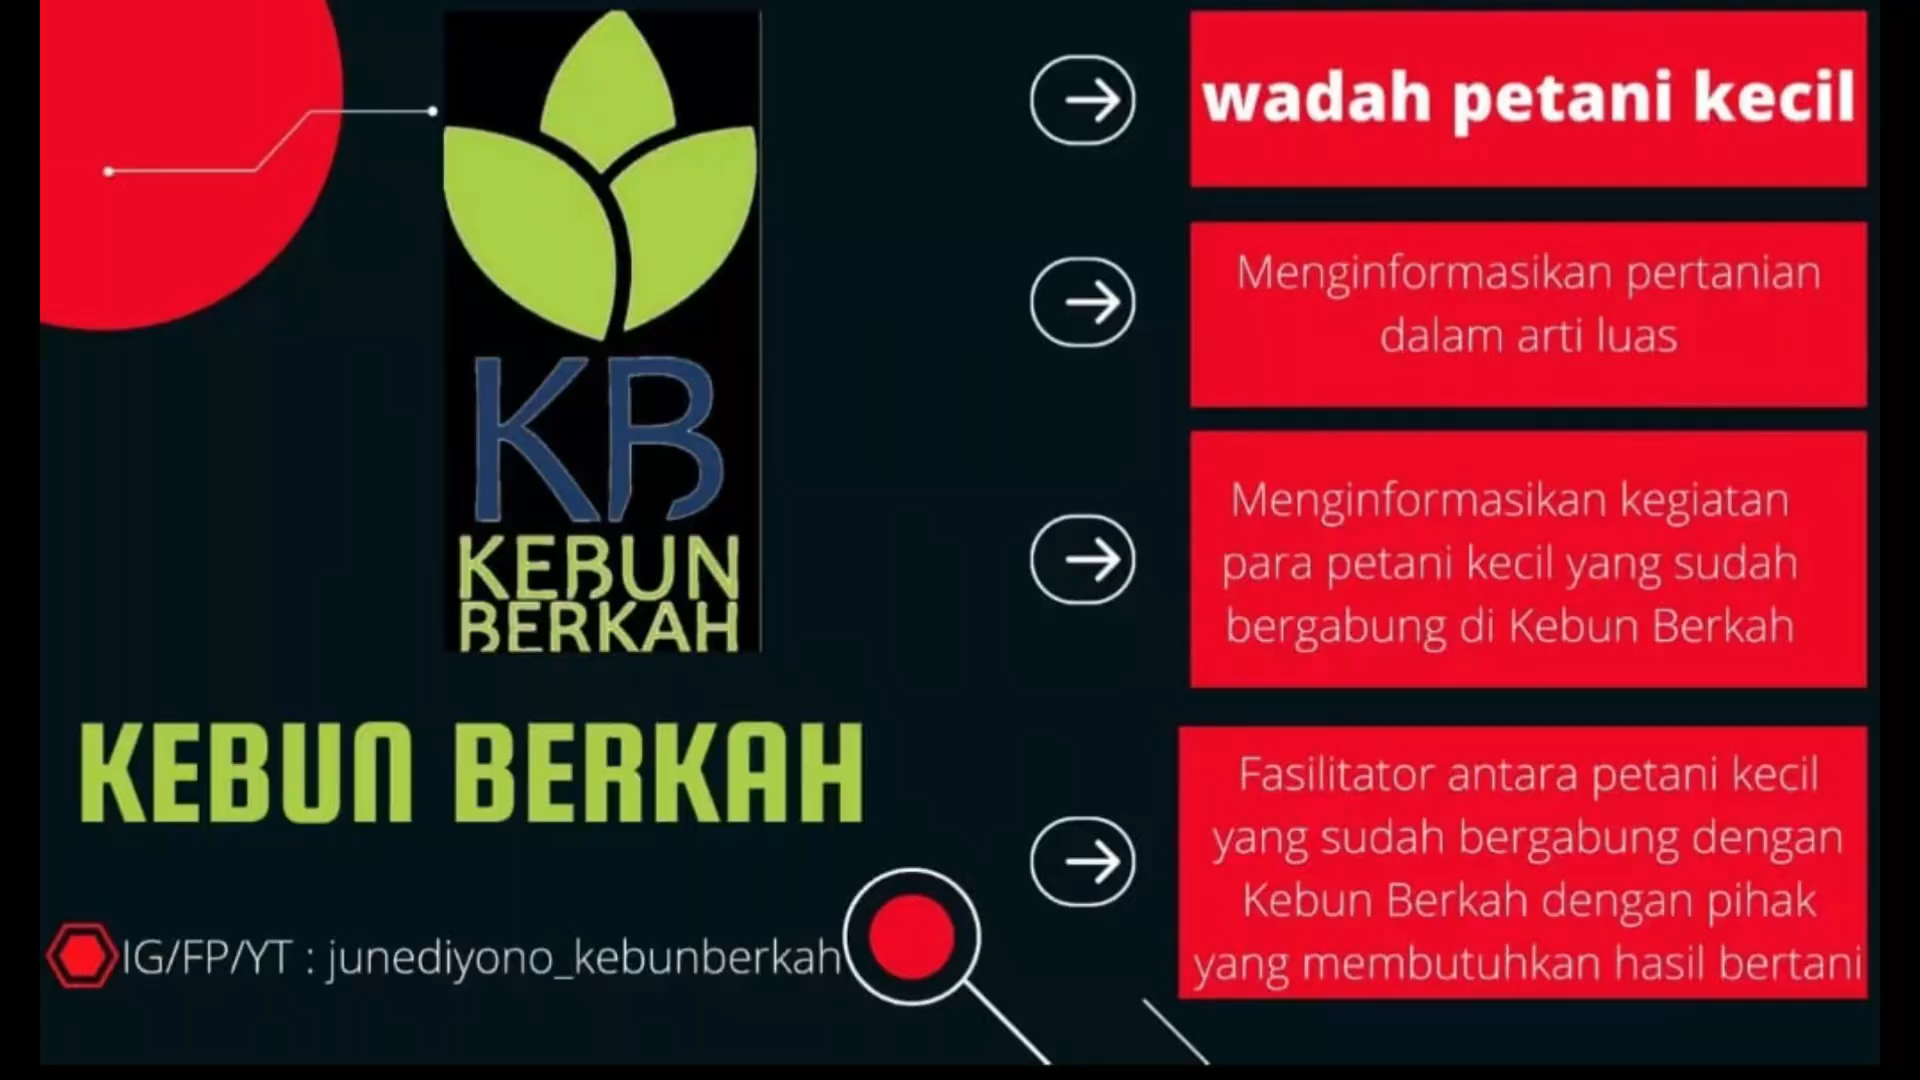 KB
KEBUN
BERKAH
KEBUN BERKAH
IG/FP/YT : junediyono_kebunberkah
wadah petani kecil
Menginformasikan pertanian
dalam arti luas
Menginformasikan kegiatan
para petani kecil yang sudah
bergabung di Kebun Berkah
Fasilitator antara petani kecil
yang sudah bergabung dengan
Kebun Berkah dengan pihak
yang membutuhkan hasil bertani